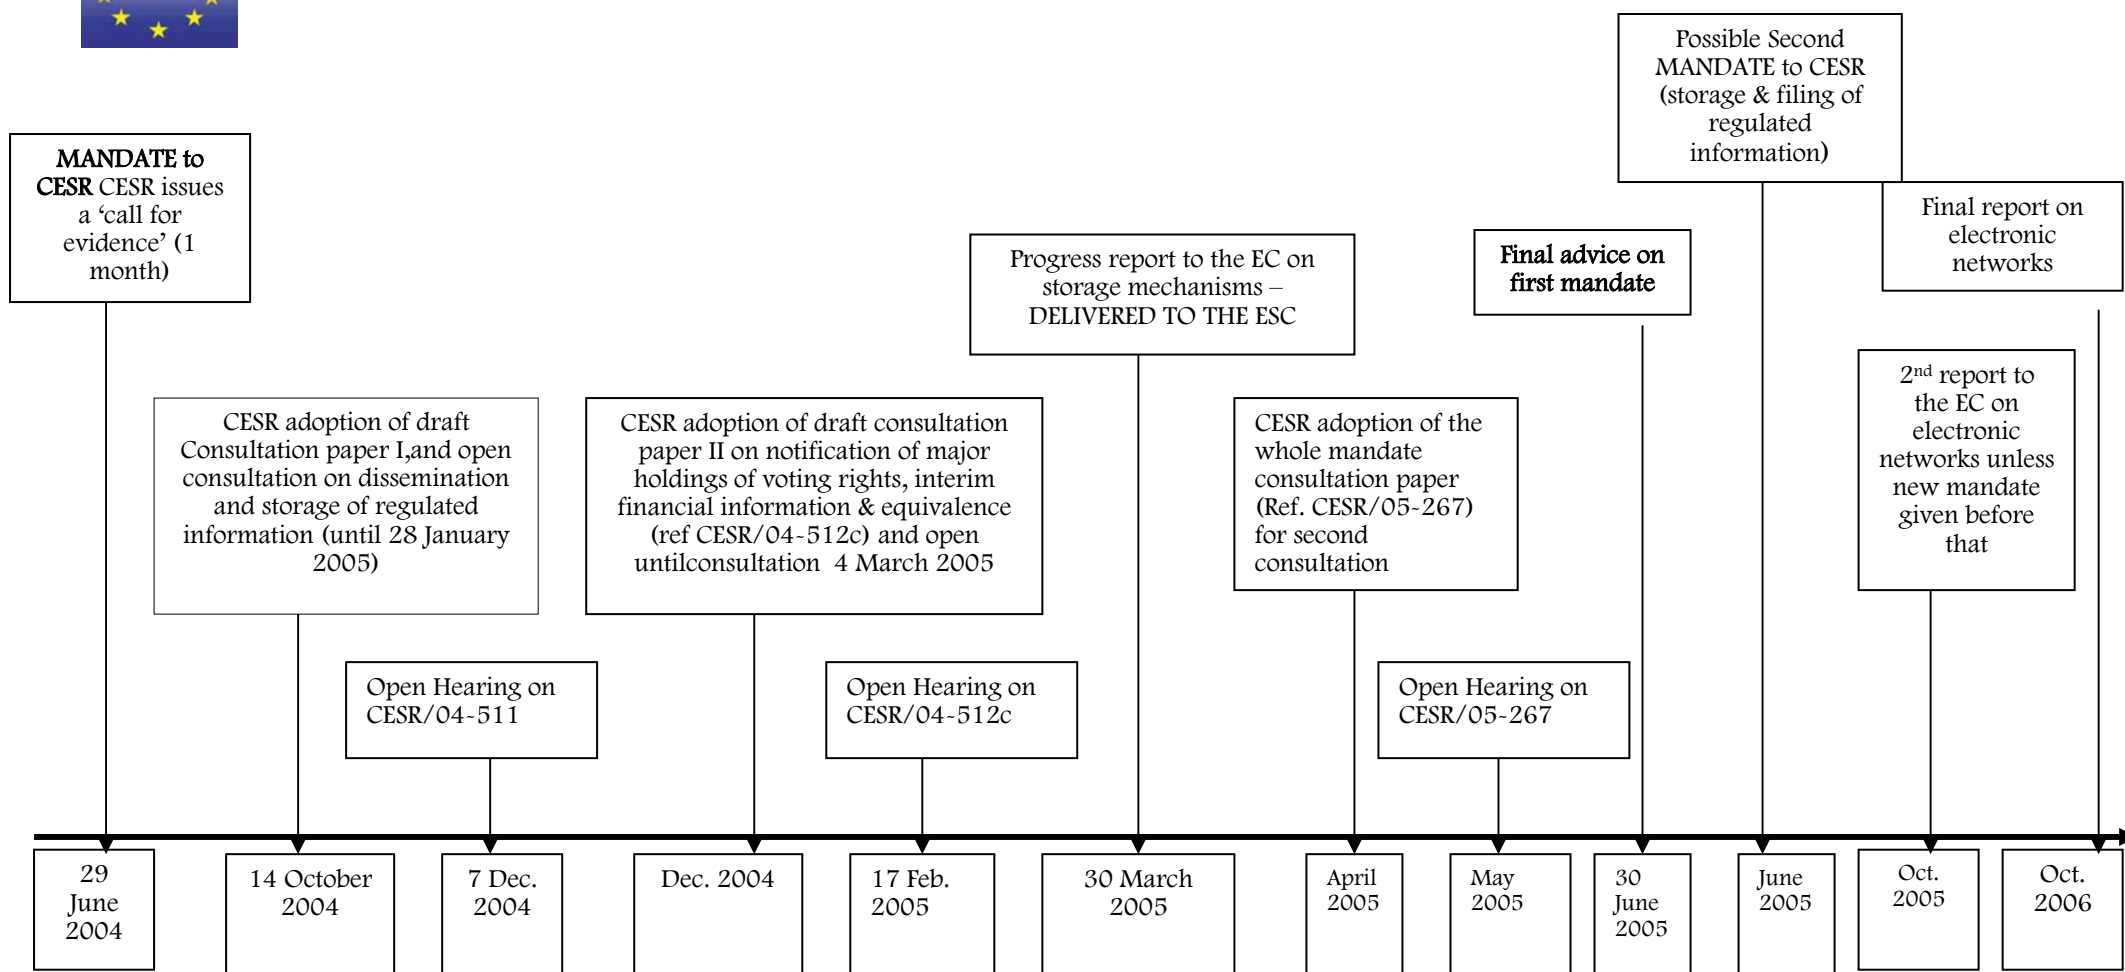 MANDATE to
CESR CESR issues
a ‘call for
evidence’ (1
month)
CESR adoption of draft
Consultation paper I,and open
consultation on dissemination
and storage of regulated
information (until 28 January
2005)
Open Hearing on
CESR/04-511
CESR adoption of draft consultation
paper II on notification of major
holdings of voting rights, interim
financial information & equivalence
(ref CESR/04-512c) and open
untilconsultation 4 March 2005
Open Hearing on
CESR/04-512c
Progress report to the EC on
storage mechanisms –
DELIVERED TO THE ESC
CESR adoption of the
whole mandate
consultation paper
(Ref. CESR/05-267)
for second
consultation
Open Hearing on
CESR/05-267
Final advice on
first mandate
Possible Second
MANDATE to CESR
(storage & filing of
regulated
information)
2nd report to
the EC on
electronic
networks unless
new mandate
given before
that
Final report on
electronic
networks
29
June
2004
14 October
2004
7 Dec.
2004
Dec. 2004
17 Feb.
2005
30 March
2005
April
2005
May
2005
30
June
2005
June
2005
Oct.
2005
Oct.
2006